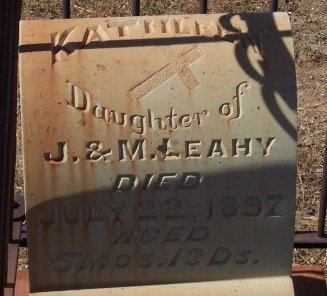 KATHLEEN
Daughter of
J. & M. LEAHY
DIED
JULY 22, 1897
AGED
5 Mos. 13 Ds.